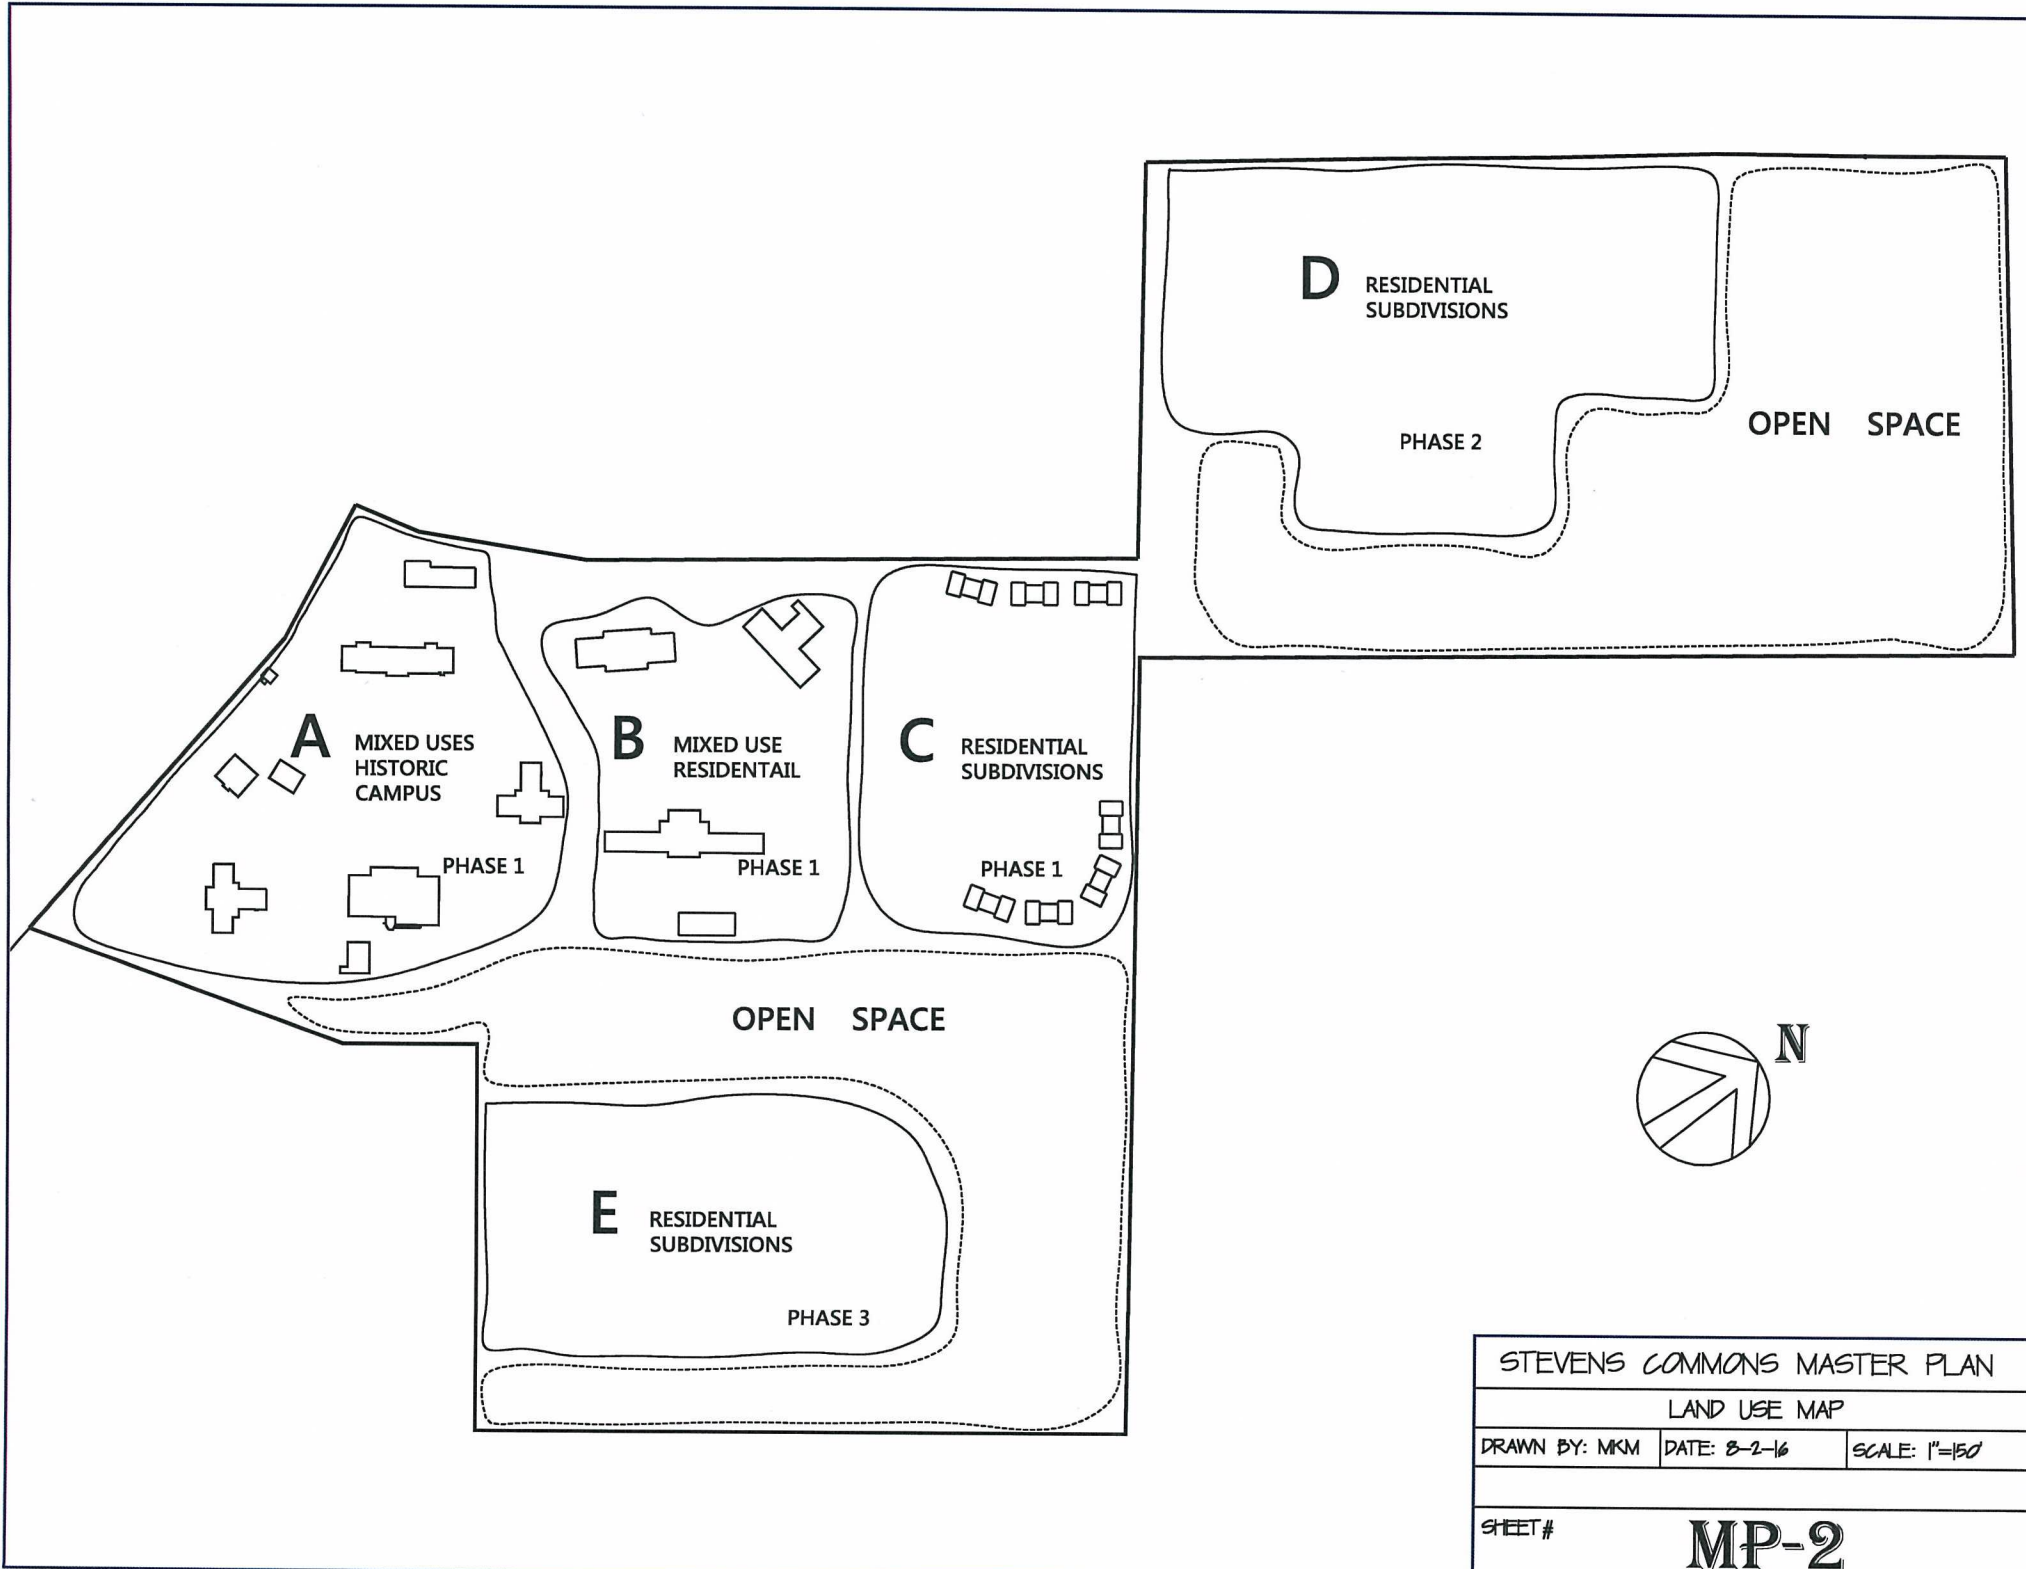 D
RESIDENTIAL
SUBDIVISIONS
PHASE 2
OPEN SPACE
A
MIXED USES
HISTORIC
CAMPUS
PHASE 1
B
MIXED USE
RESIDENTAIL
PHASE 1
C
RESIDENTIAL
SUBDIVISIONS
PHASE 1
OPEN SPACE
E
RESIDENTIAL
SUBDIVISIONS
PHASE 3
N
STEVENS COMMONS MASTER PLAN
LAND USE MAP
DRAWN BY: MKM DATE: 8-2-16 SCALE: 1"=150'
SHEET #
MP-2